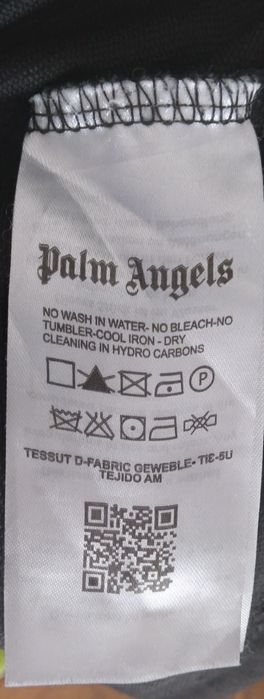 Palm Angels
NO WASH IN WATER- NO BLEACH-NO
TUMBLER-COOL IRON - DRY
CLEANING IN HYDRO CARBONS
P
TESSUT D-FABRIC GEWEBLE- TIE-5U
TEJIDO AM